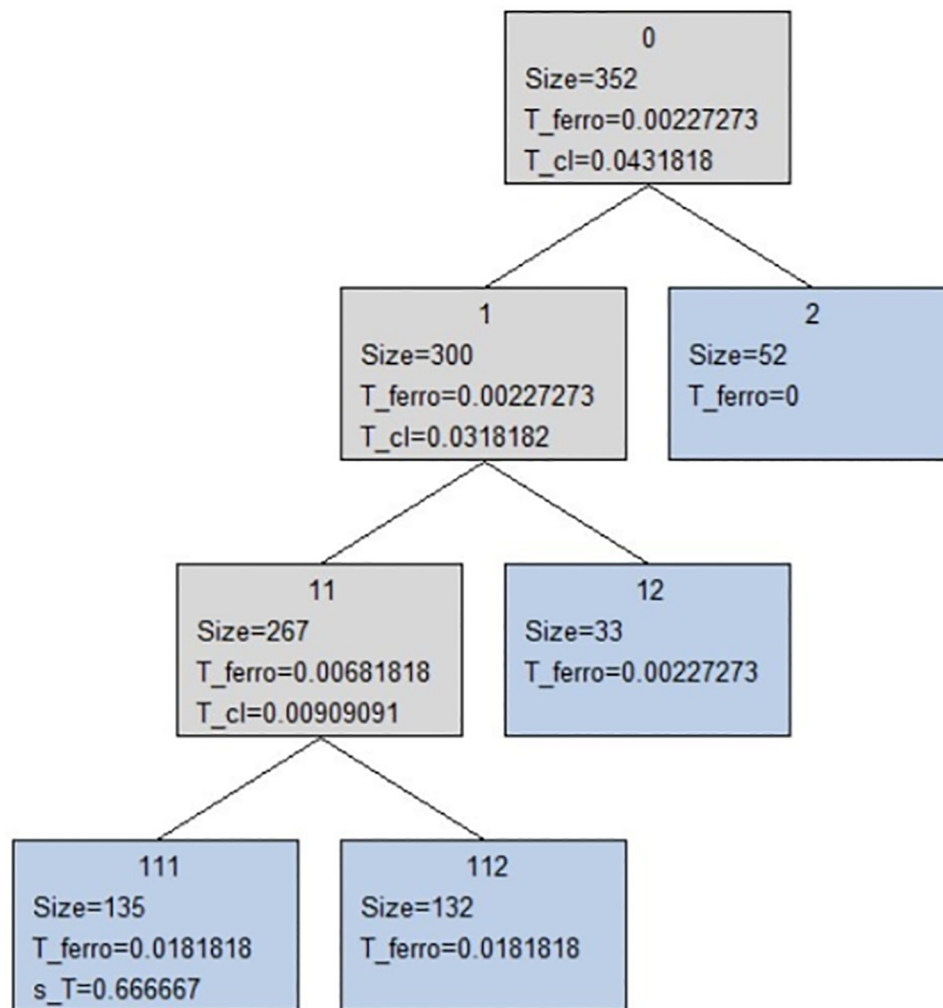 0
Size=352
T_ferro=0.00227273
T_cl=0.0431818
1
Size=300
T_ferro=0.00227273
T_cl=0.0318182
2
Size=52
T_ferro=0
11
Size=267
T_ferro=0.00681818
T_cl=0.00909091
12
Size=33
T_ferro=0.00227273
111
Size=135
T_ferro=0.0181818
s_T=0.666667
112
Size=132
T_ferro=0.0181818